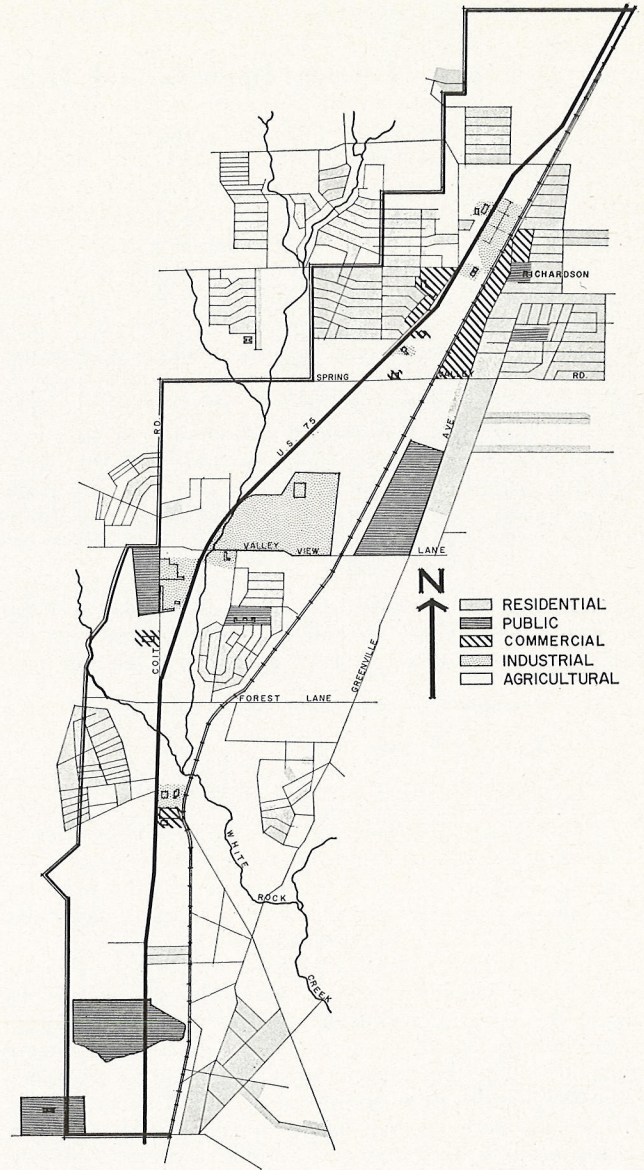 RICHARDSON
SPRING VALLEY RD.
RD.
U.S. 75
AVE.
VALLEY VIEW LANE
N
RESIDENTIAL
PUBLIC
COMMERCIAL
INDUSTRIAL
AGRICULTURAL
COIT
GREENVILLE
FOREST LANE
WHITE
ROCK
CREEK